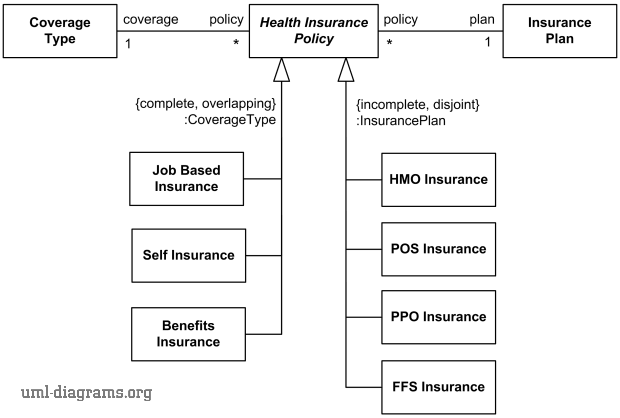 Coverage
Type
coverage
policy
1
*
Health Insurance
Policy
policy
plan
*
1
Insurance
Plan
{complete, overlapping}
:CoverageType
{incomplete, disjoint}
:InsurancePlan
Job Based
Insurance
Self Insurance
Benefits
Insurance
HMO Insurance
POS Insurance
PPO Insurance
FFS Insurance
uml-diagrams.org